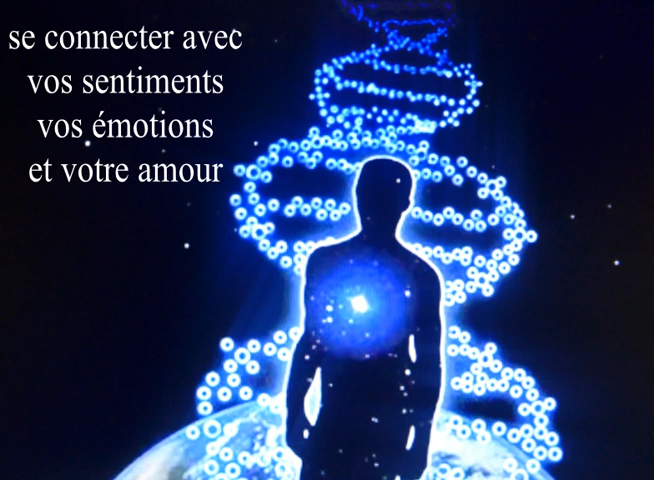 se connecter avec
vos sentiments
vos émotions
et votre amour